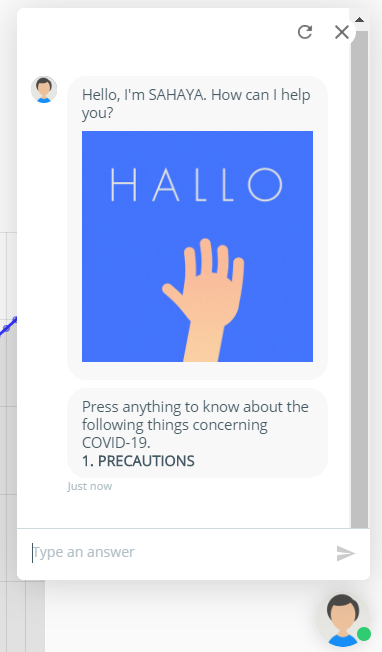 Hello, I'm SAHAYA. How can I help
you?
HALLO
Press anything to know about the
following things concerning
COVID-19.
1. PRECAUTIONS
Just now
Type an answer